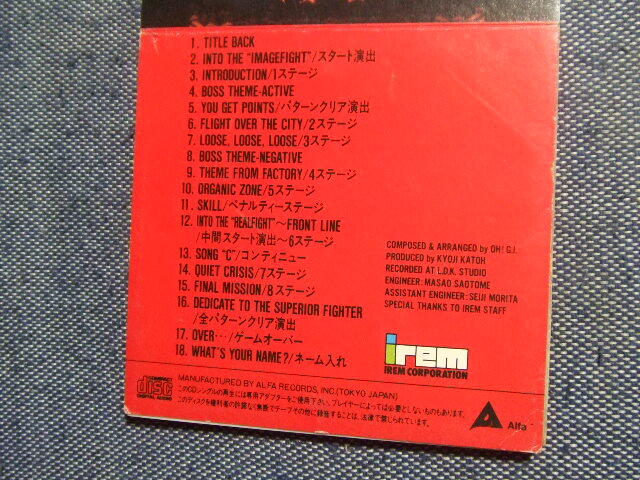 1. TITLE BACK
2. INTO THE "IMAGEFIGHT"/スタート演出
3. INTRODUCTION/1ステージ
4. BOSS THEME-ACTIVE
5. YOU GET POINTS/パターンクリア演出
6. FLIGHT OVER THE CITY/2ステージ
7. LOOSE, LOOSE, LOOSE/3ステージ
8. BOSS THEME-NEGATIVE
9. THEME FROM FACTORY/4ステージ
10. ORGANIC ZONE/5ステージ
11. SKILL/ペナルティーステージ
12. INTO THE "REALFIGHT"〜FRONT LINE
/中間スタート演出〜6ステージ
13. SONG "C"/コンティニュー
14. QUIET CRISIS/7ステージ
15. FINAL MISSION/8ステージ
16. DEDICATE TO THE SUPERIOR FIGHTER
/全パターンクリア演出
17. OVER…/ゲームオーバー
18. WHAT'S YOUR NAME?/ネーム入れ
COMPOSED & ARRANGED by OH! G.I.
PRODUCED by KYOJI KATOH
RECORDED AT L.D.K. STUDIO
ENGINEER: MASAO SAOTOME
ASSISTANT ENGINEER: SEIJI MORITA
SPECIAL THANKS TO IREM STAFF
irem
IREM CORPORATION
COMPACT
disc
DIGITAL AUDIO
MANUFACTURED BY ALFA RECORDS, INC. (TOKYO JAPAN)
このCDシングルの再生には専用アダプターをご使用下さい。プレイヤーによっては必要としないものもあります。
このディスクを権利者の許諾なく賃貸でテープその他に録音することは、法律で禁じられています。
Alfa